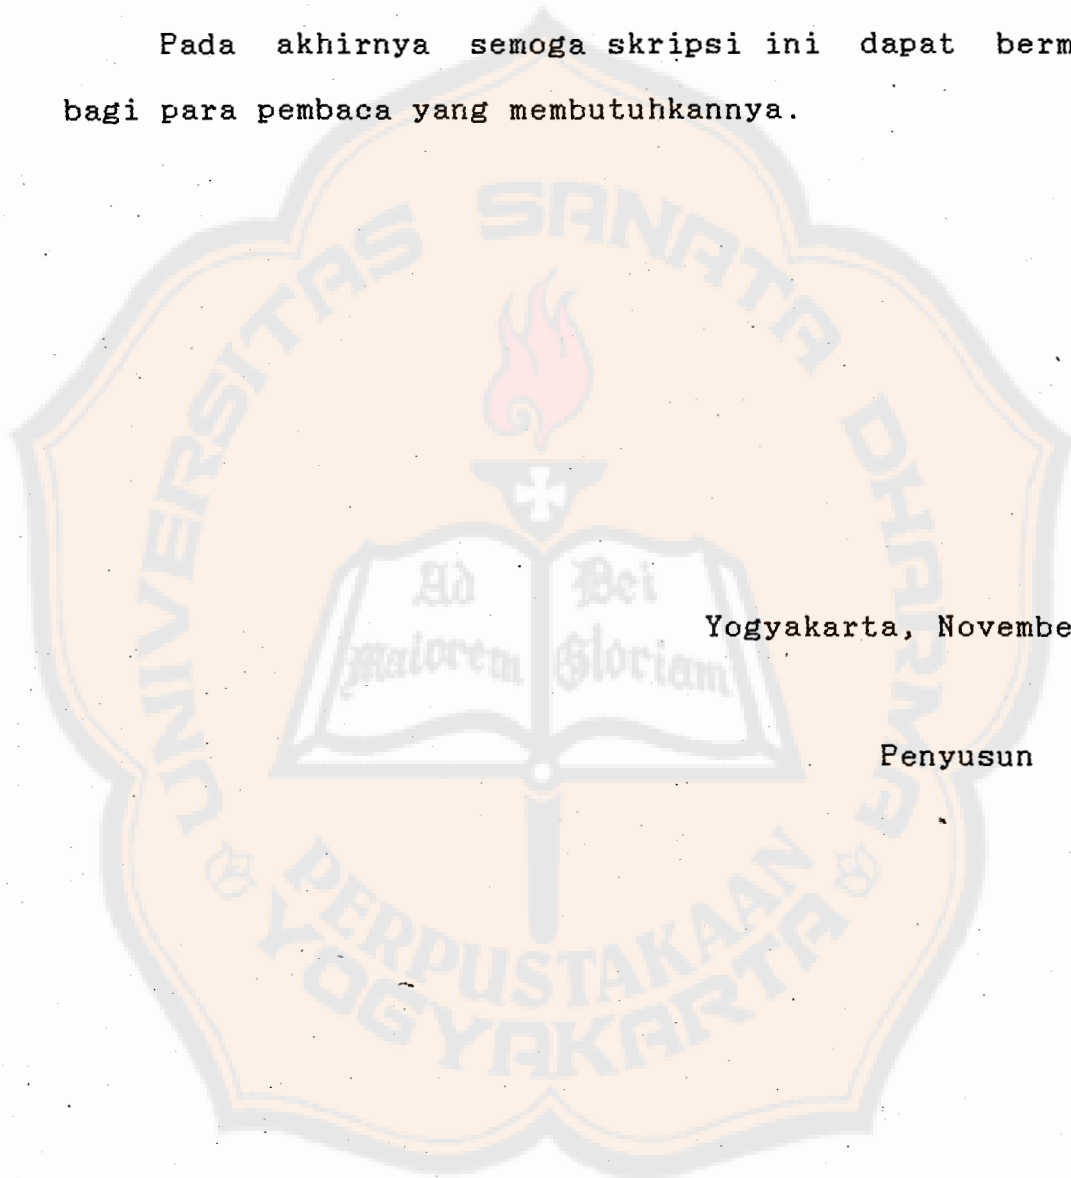 Pada akhirnya semoga skripsi ini dapat berm
bagi para pembaca yang membutuhkannya.
UNIVERSITAS SANATA DHARMA
Ad Dei
maiorem Gloriam
Yogyakarta, Novembe
Penyusun
PERPUSTAKAAN
YOGYAKARTA